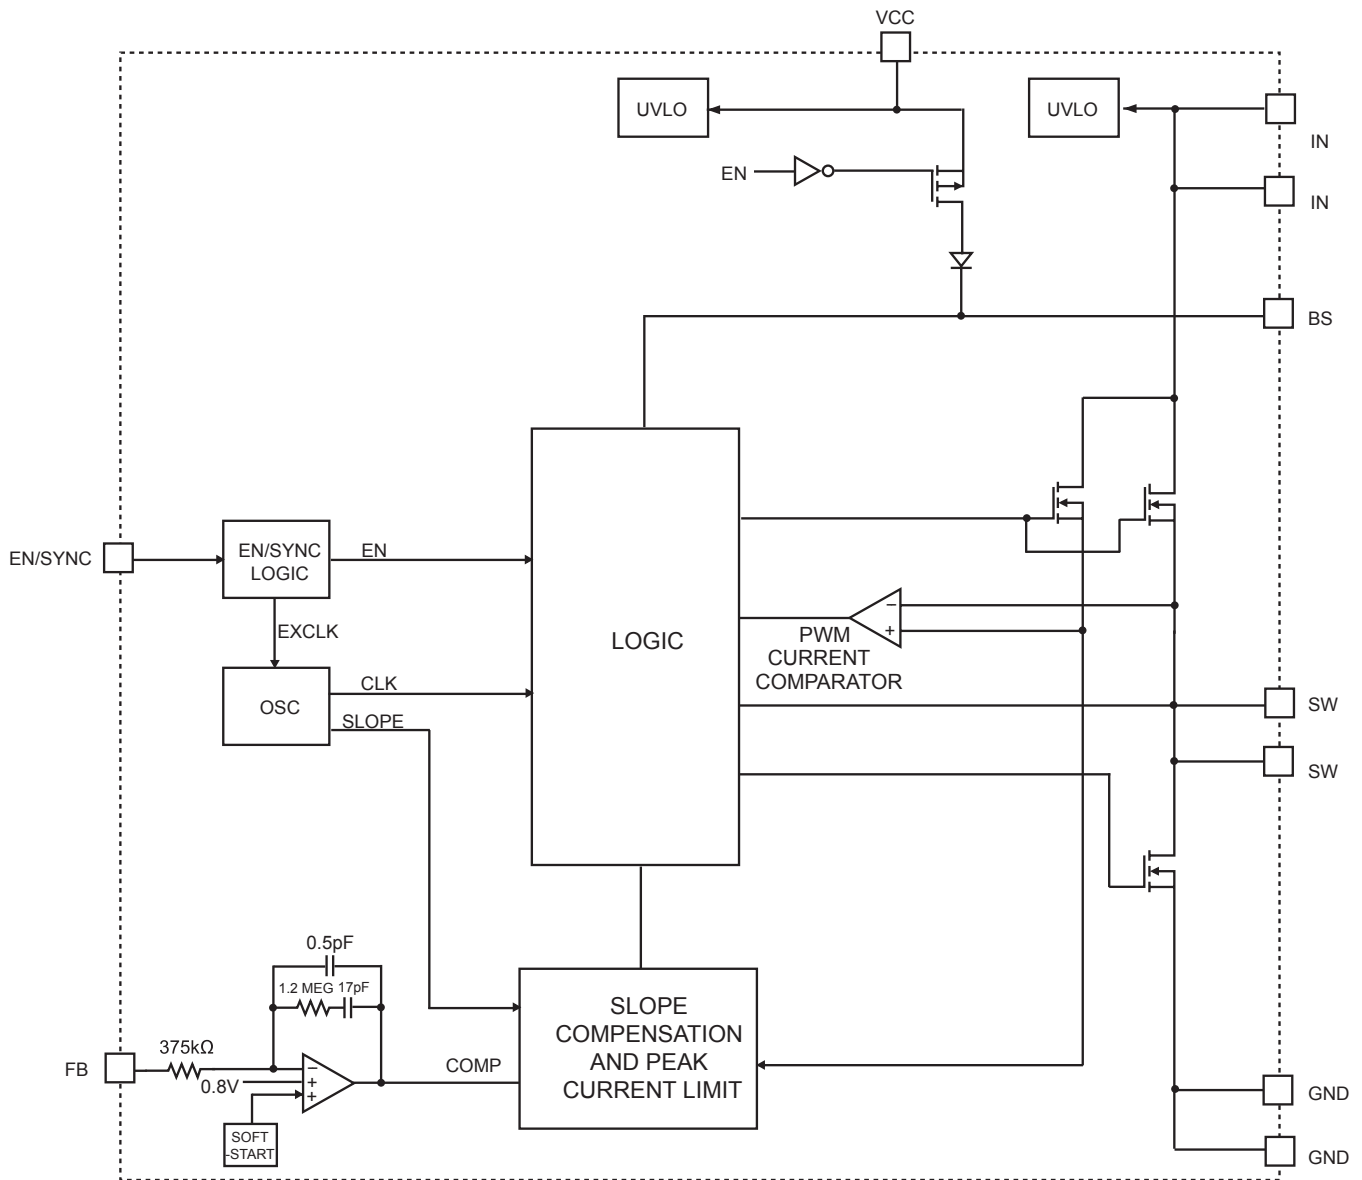 VCC
UVLO
UVLO
IN
EN
IN
BS
EN/SYNC
EN/SYNC
LOGIC
EN
EXCLK
OSC
CLK
SLOPE
LOGIC
−
+
PWM
CURRENT
COMPARATOR
SW
SW
0.5pF
1.2 MEG 17pF
375kΩ
FB
0.8V
−
+
+
SOFT
-START
COMP
SLOPE
COMPENSATION
AND PEAK
CURRENT LIMIT
GND
GND